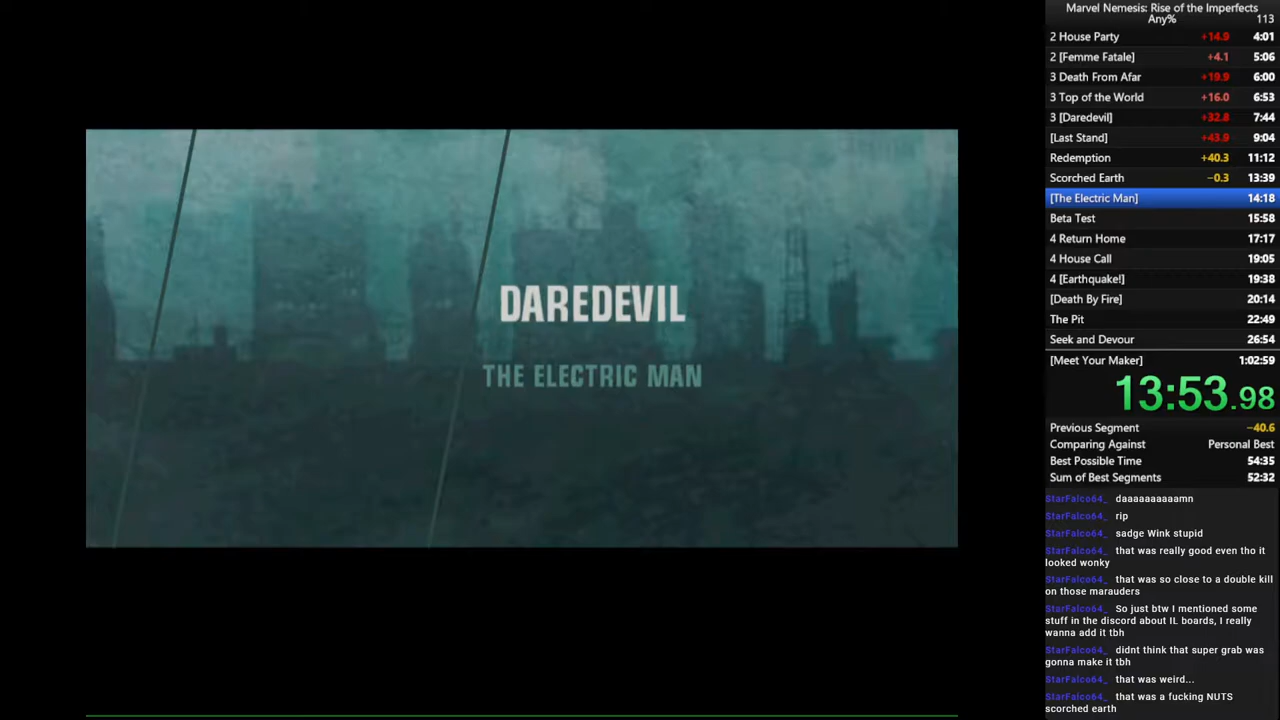 Marvel Nemesis: Rise of the Imperfects
Any% 113
2 House Party +14.9 4:01
2 [Femme Fatale] +4.1 5:06
3 Death From Afar +19.9 6:00
3 Top of the World +16.0 6:53
3 [Daredevil] +32.8 7:44
[Last Stand] +43.9 9:04
Redemption +40.3 11:12
Scorched Earth −0.3 13:39
[The Electric Man] 14:18
Beta Test 15:58
4 Return Home 17:17
4 House Call 19:05
4 [Earthquake!] 19:38
[Death By Fire] 20:14
The Pit 22:49
Seek and Devour 26:54
[Meet Your Maker] 1:02:59
13:53.98
Previous Segment −40.6
Comparing Against Personal Best
Best Possible Time 54:35
Sum of Best Segments 52:32
DAREDEVIL
THE ELECTRIC MAN
StarFalco64_ daaaaaaaaaamn
StarFalco64_ rip
StarFalco64_ sadge Wink stupid
StarFalco64_ that was really good even tho it
looked wonky
StarFalco64_ that was so close to a double kill
on those marauders
StarFalco64_ So just btw I mentioned some
stuff in the discord about IL boards, I really
wanna add it tbh
StarFalco64_ didnt think that super grab was
gonna make it tbh
StarFalco64_ that was weird...
StarFalco64_ that was a fucking NUTS
scorched earth